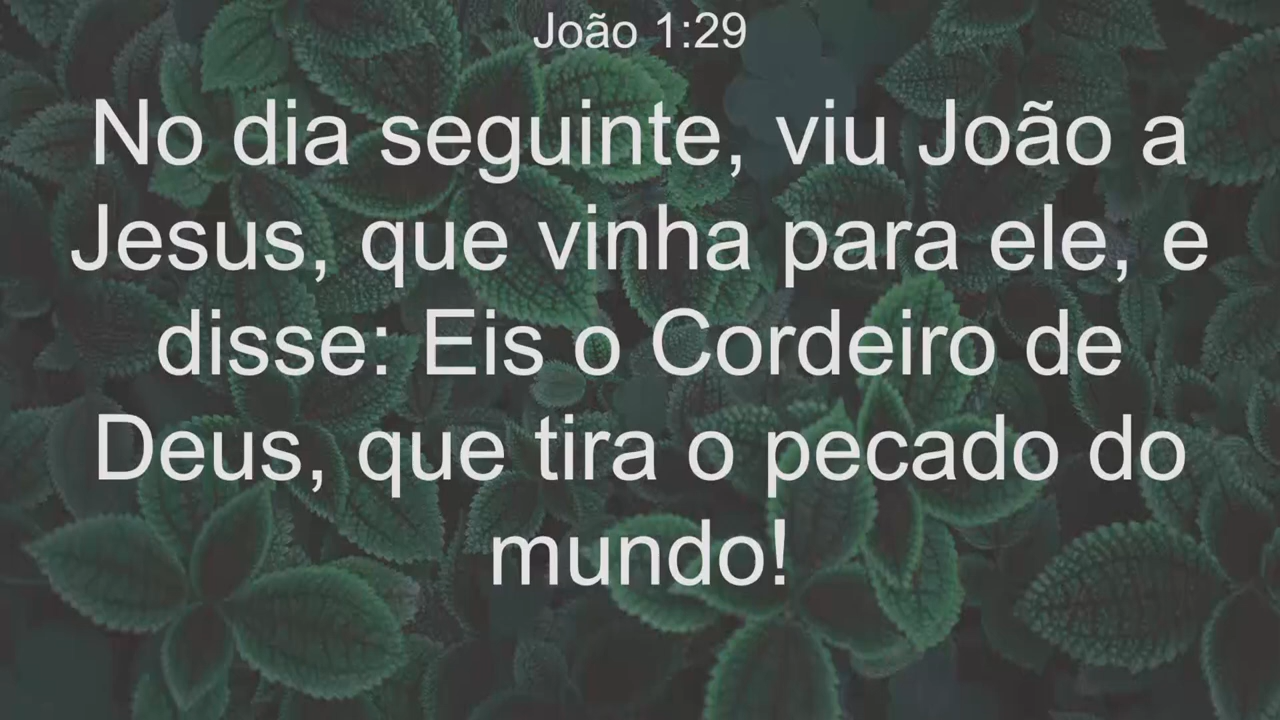 João 1:29
No dia seguinte, viu João a
Jesus, que vinha para ele, e
disse: Eis o Cordeiro de
Deus, que tira o pecado do
mundo!